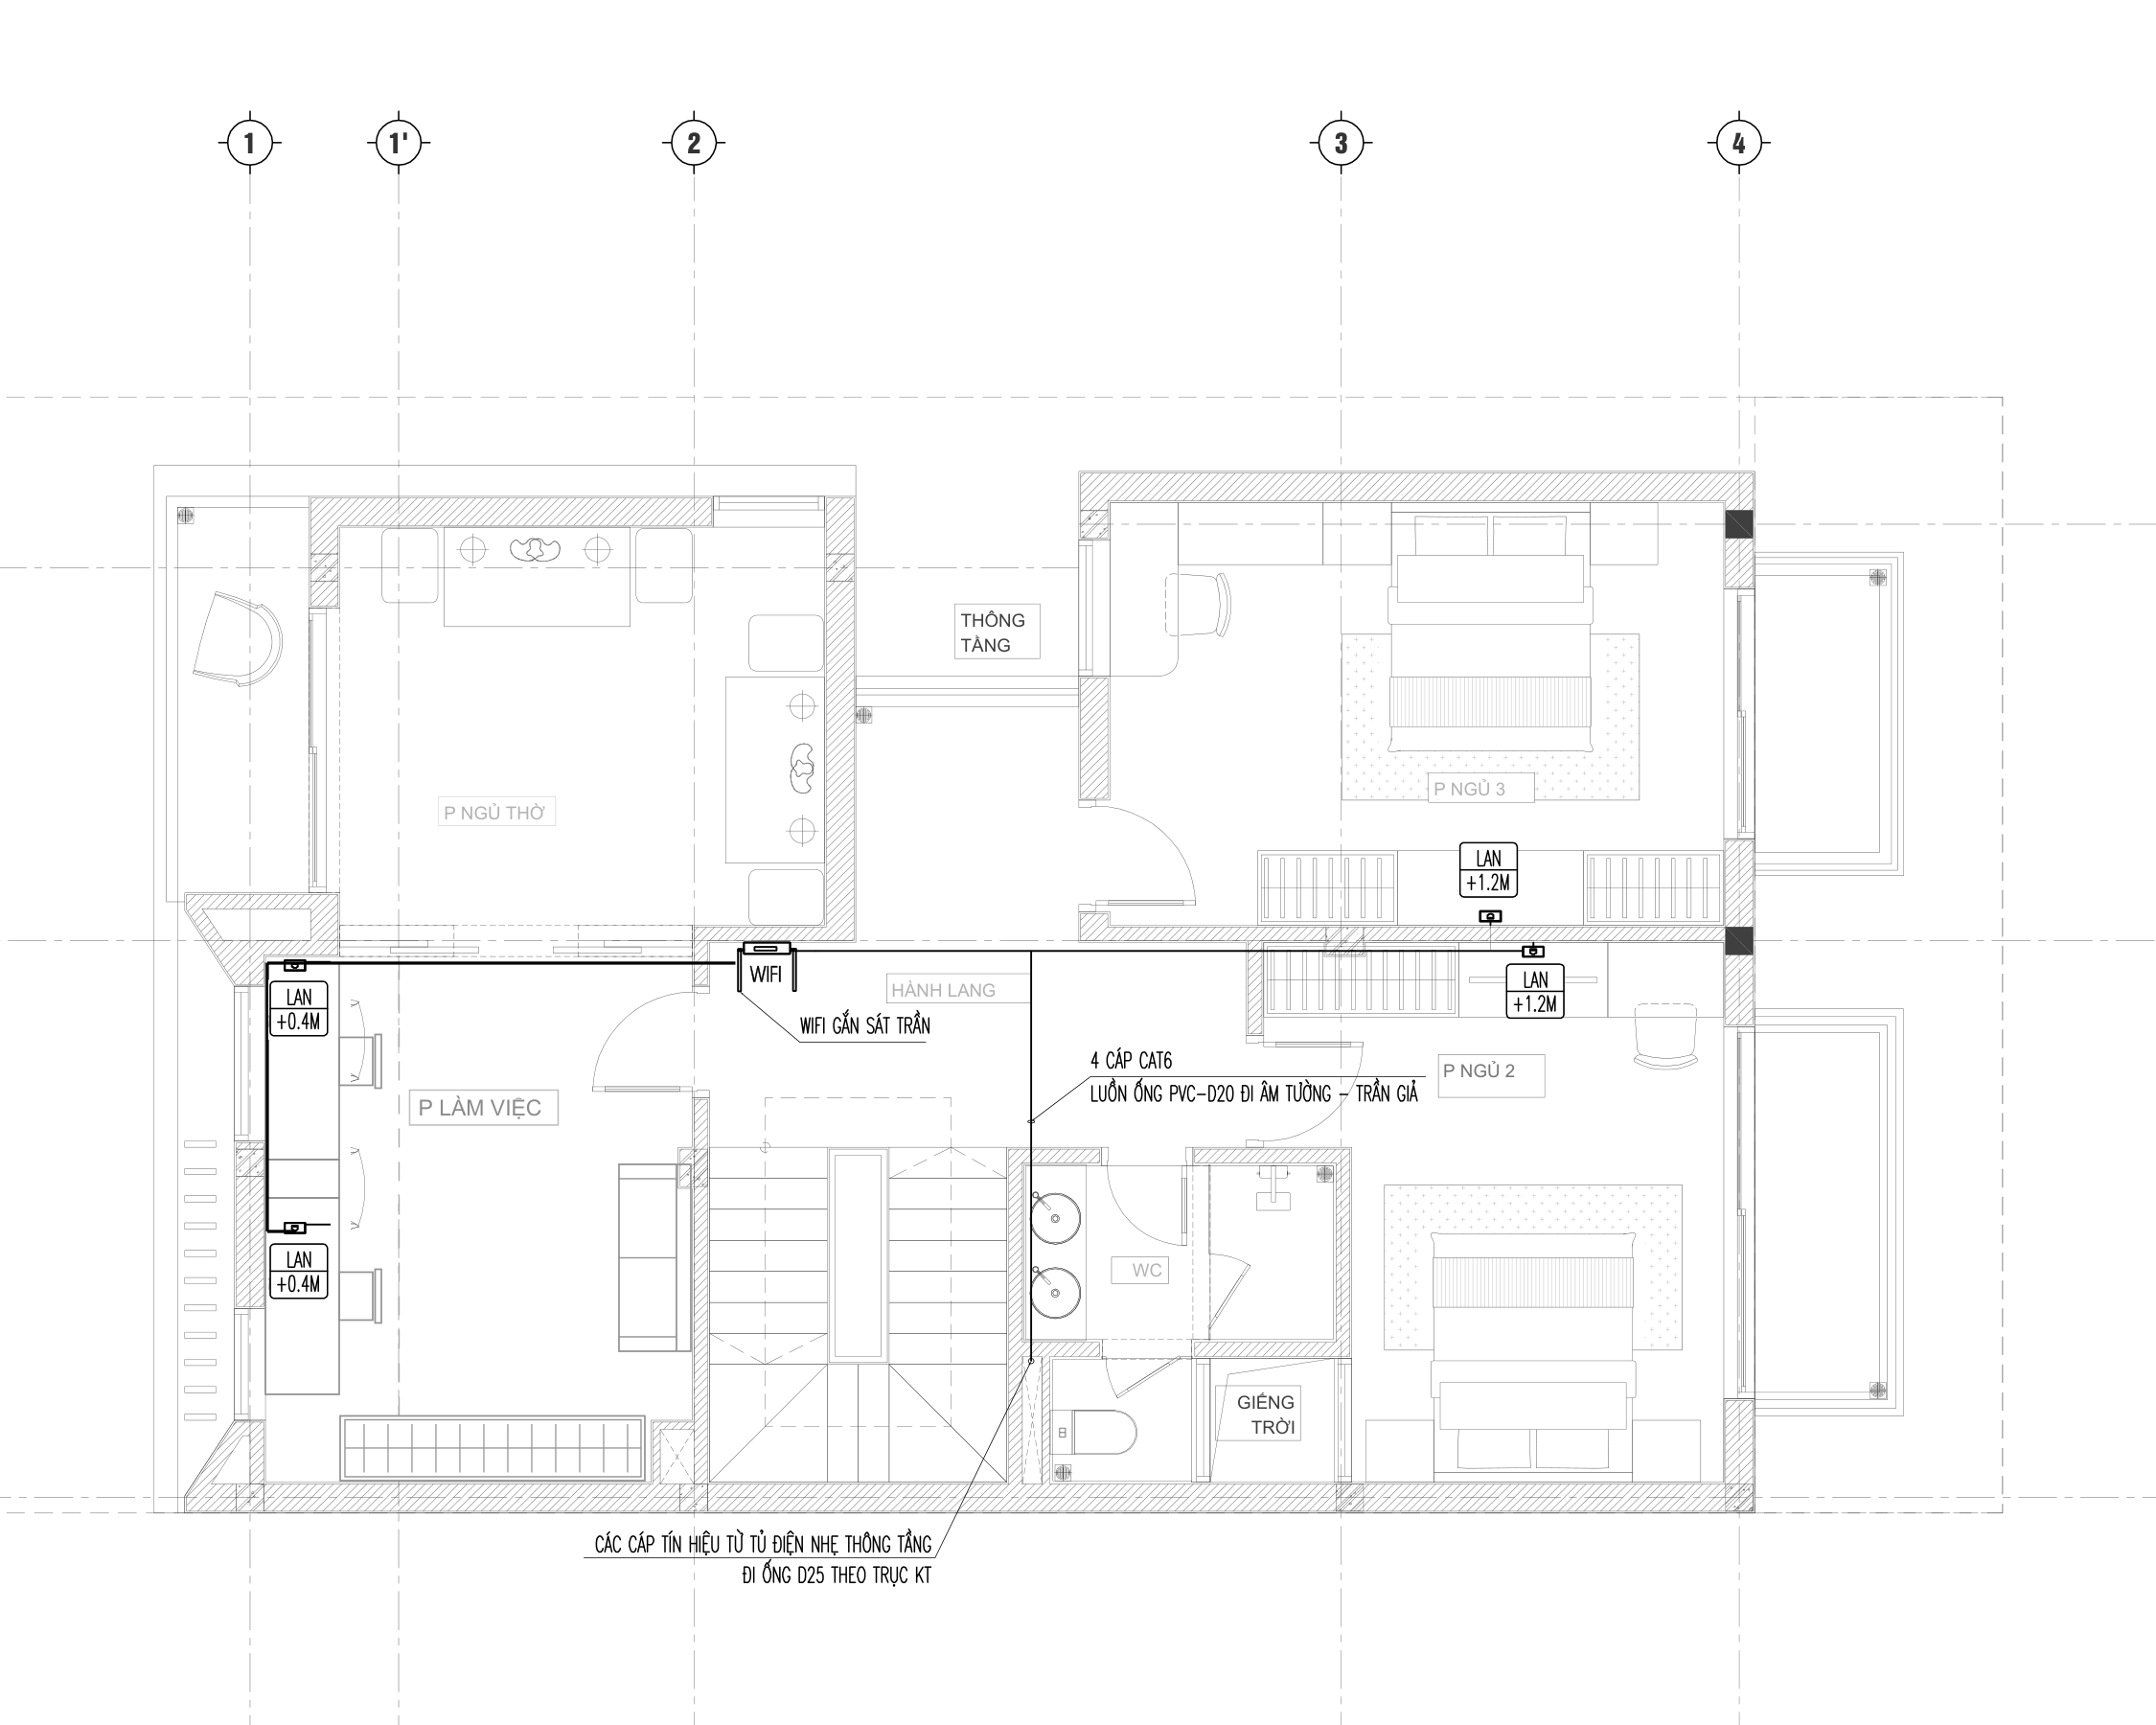 1
1'
2
3
4
THÔNG
TẦNG
P NGỦ THỜ
P NGỦ 3
LAN
+1.2M
WIFI
LAN
+0.4M
HÀNH LANG
LAN
+1.2M
WIFI GẮN SÁT TRẦN
4 CÁP CAT6
LUỒN ỐNG PVC-D20 ĐI ÂM TƯỜNG - TRẦN GIẢ
P NGỦ 2
P LÀM VIỆC
LAN
+0.4M
WC
GIẾNG
TRỜI
CÁC CÁP TÍN HIỆU TỪ TỦ ĐIỆN NHẸ THÔNG TẦNG
ĐI ỐNG D25 THEO TRỤC KT